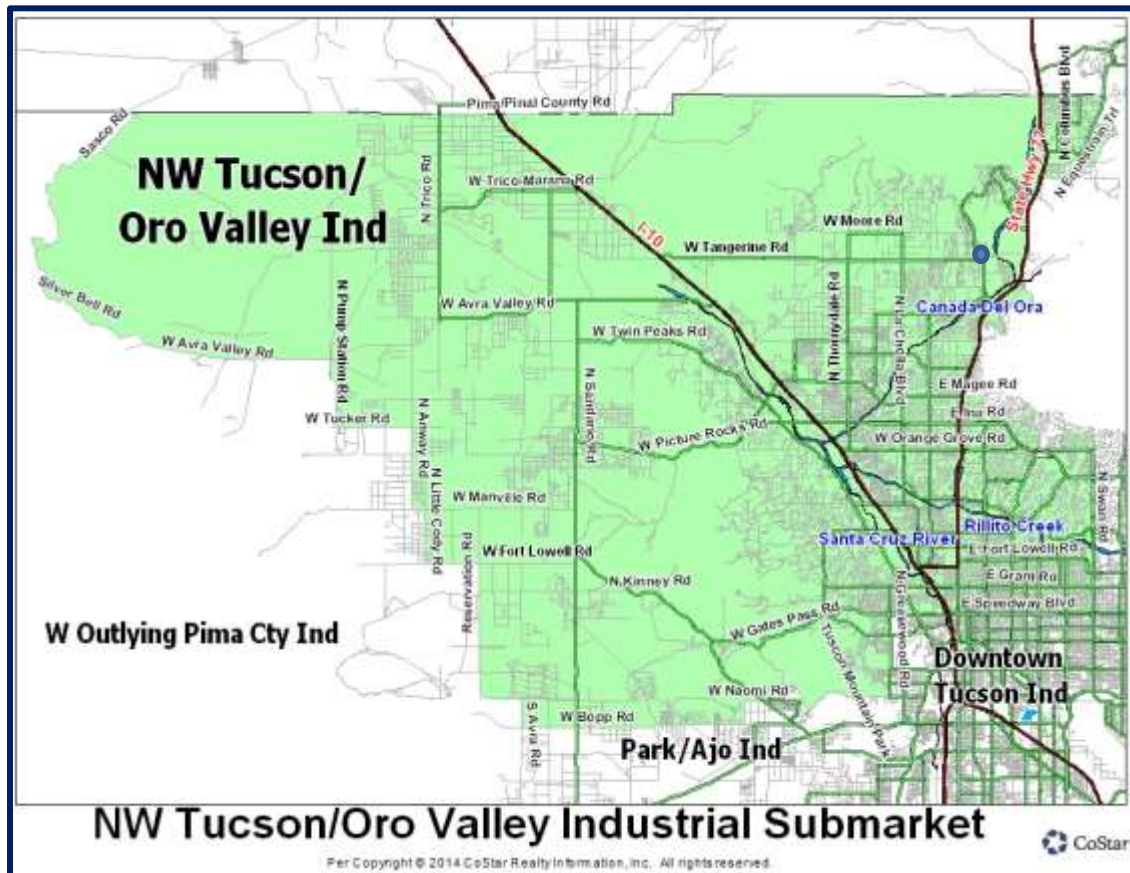 Pima/Pinal County Rd
N Columbus Blvd
Sasco Rd
State Hwy 77
NW Tucson/
Oro Valley Ind
N Trico Rd
W Trico-Marana Rd
W Moore Rd
I-10
W Tangerine Rd
Silver Bell Rd
N Pump Station Rd
W Avra Valley Rd
Canada Del Ora
W Twin Peaks Rd
N Thornydale Rd
W Avra Valley Rd
E Magee Rd
N Sandario Rd
W Tucker Rd
N Anway Rd
E Ina Rd
W Picture Rocks Rd
W Orange Grove Rd
N Little Cody Rd
W Manville Rd
N Swan Rd
Rillito Creek
Santa Cruz River
W Fort Lowell Rd
E Fort Lowell Rd
N Kinney Rd
E Grant Rd
Reservation Rd
E Speedway Blvd
W Gates Pass Rd
N Greasewood Rd
W Outlying Pima Cty Ind
Tuscon Mountain Park
Downtown
Tucson Ind
W Naomi Rd
S Avra Rd
W Bopp Rd
Park/Ajo Ind
NW Tucson/Oro Valley Industrial Submarket
CoStar
Per Copyright © 2014 CoStar Realty Information, Inc. All rights reserved.